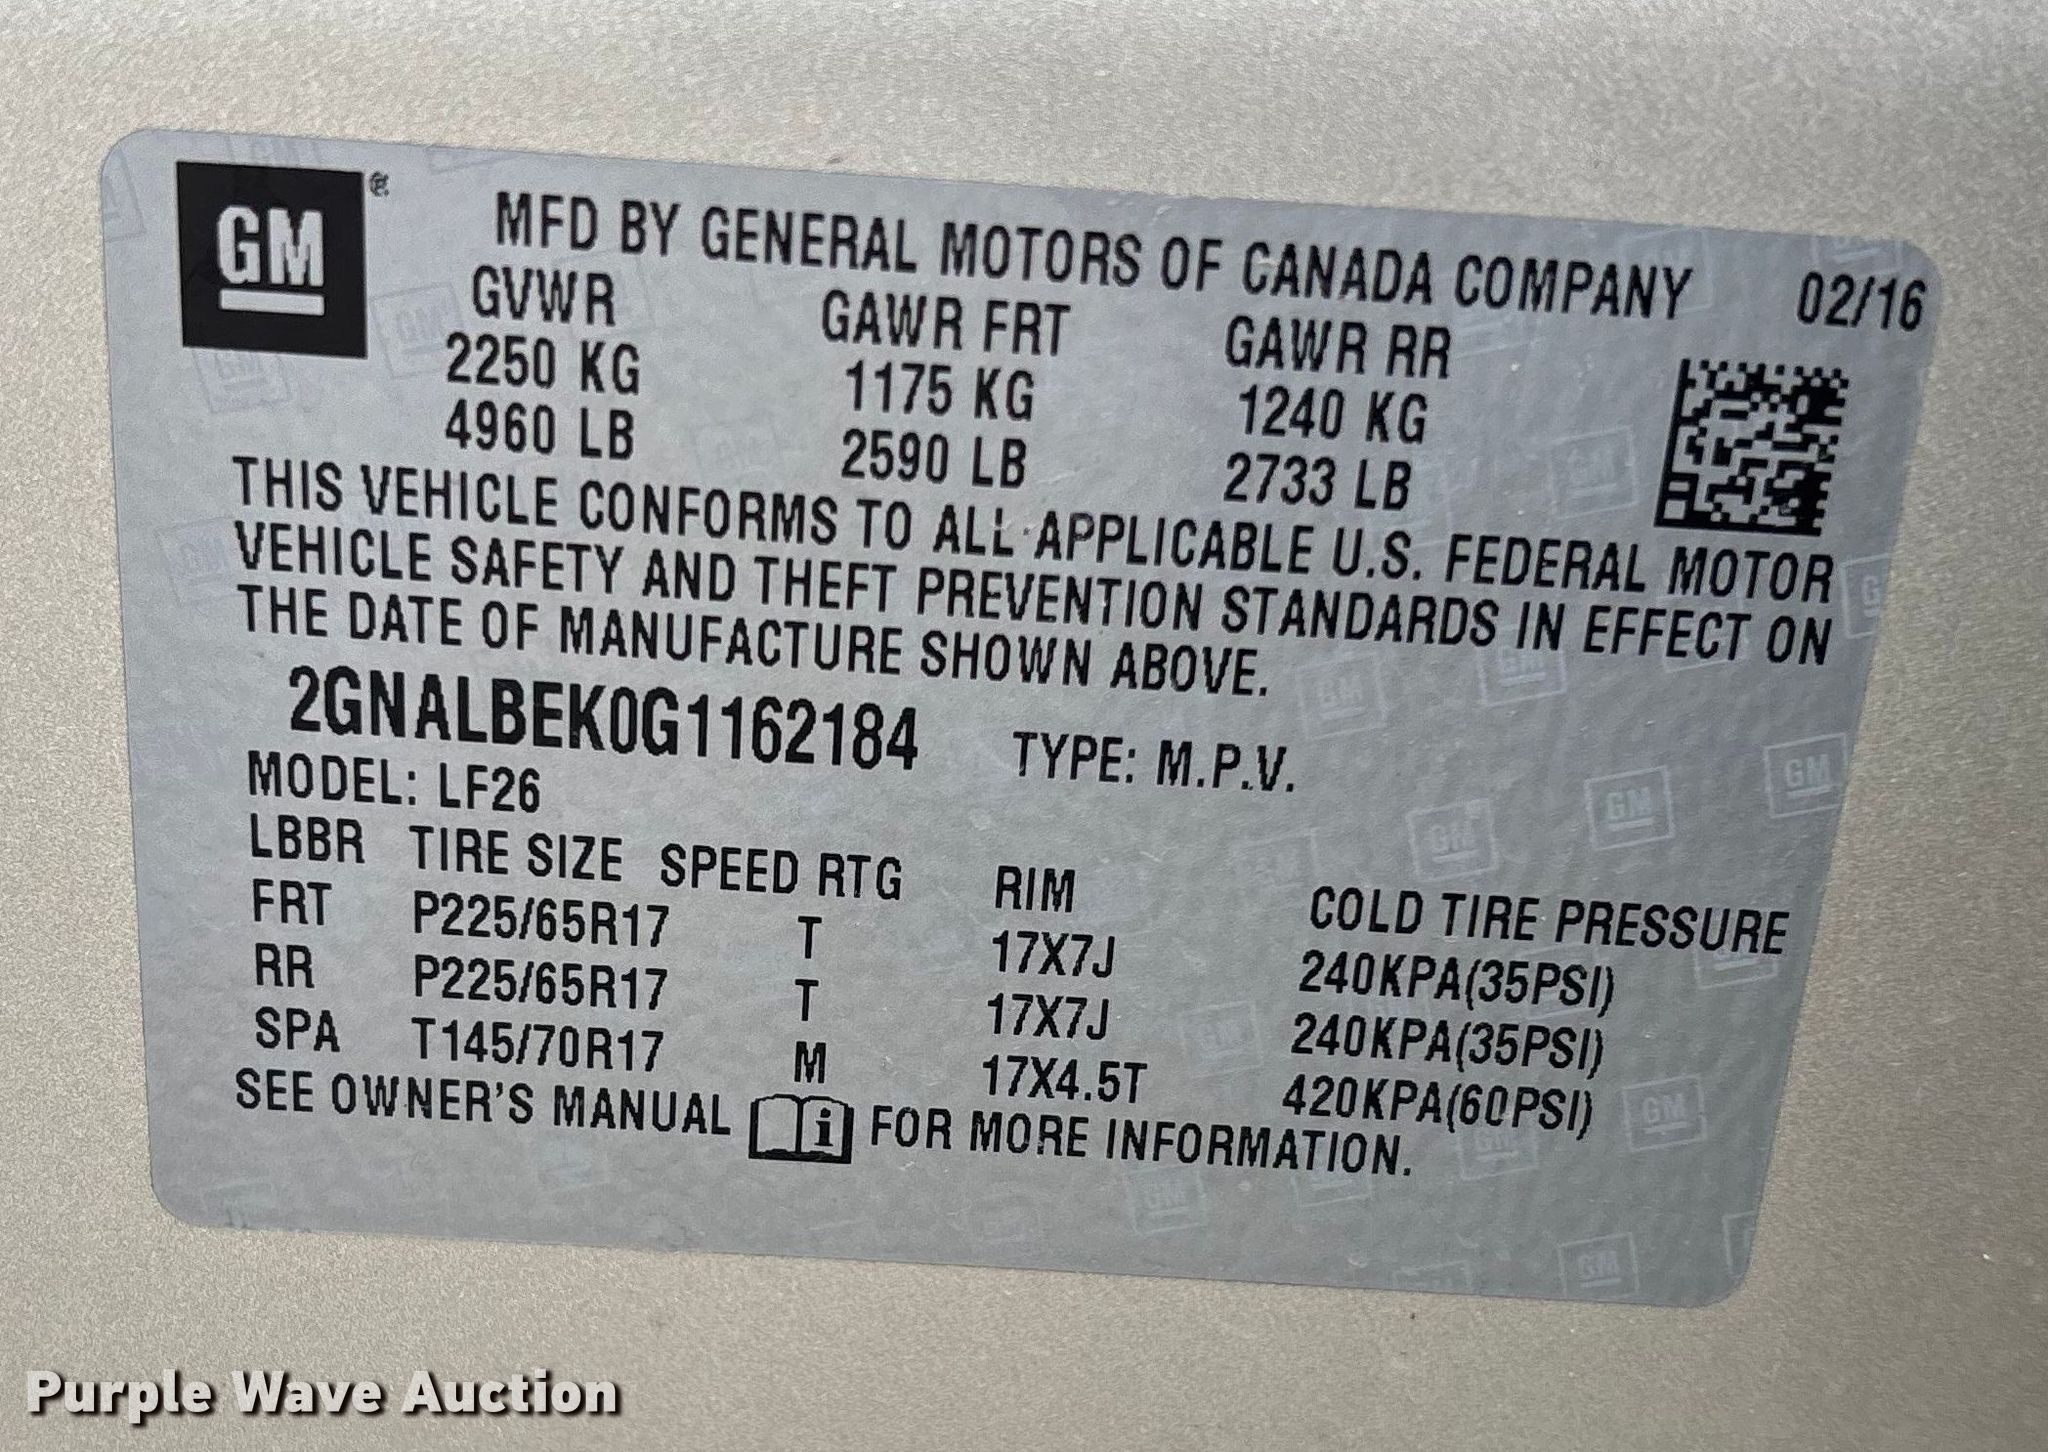 GM ®
MFD BY GENERAL MOTORS OF CANADA COMPANY 02/16
GVWR GAWR FRT GAWR RR
2250 KG 1175 KG 1240 KG
4960 LB 2590 LB 2733 LB
THIS VEHICLE CONFORMS TO ALL APPLICABLE U.S. FEDERAL MOTOR
VEHICLE SAFETY AND THEFT PREVENTION STANDARDS IN EFFECT ON
THE DATE OF MANUFACTURE SHOWN ABOVE.
2GNALBEK0G1162184 TYPE: M.P.V.
MODEL: LF26
LBBR TIRE SIZE SPEED RTG RIM COLD TIRE PRESSURE
FRT P225/65R17 T 17X7J 240KPA(35PSI)
RR P225/65R17 T 17X7J 240KPA(35PSI)
SPA T145/70R17 M 17X4.5T 420KPA(60PSI)
SEE OWNER'S MANUAL i FOR MORE INFORMATION.
Purple Wave Auction